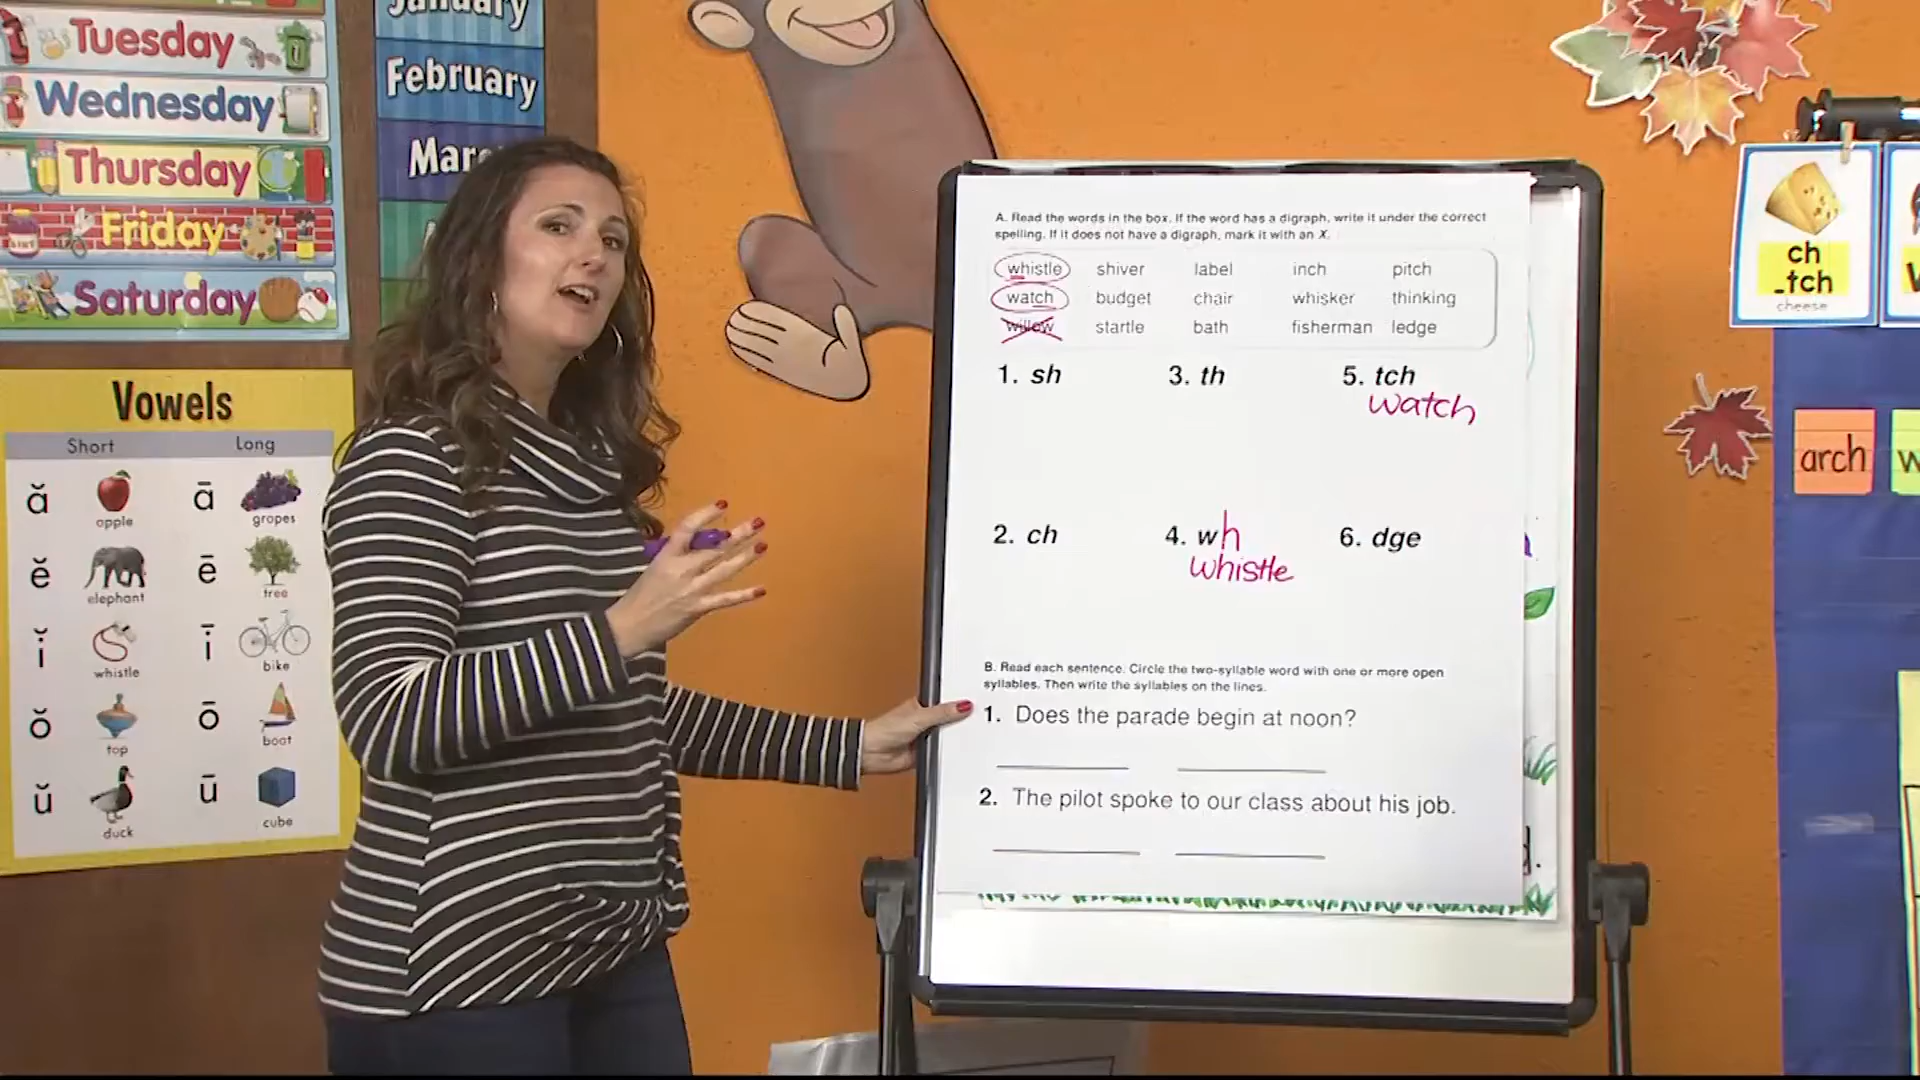 Tuesday
Wednesday
Thursday
Friday
Saturday
January
February
Vowels
Short Long
ă apple ā grapes
ĕ elephant ē tree
ĭ whistle ī bike
ŏ top ō boat
ŭ duck ū cube
A. Read the words in the box. If the word has a digraph, write it under the correct
spelling. If it does not have a digraph, mark it with an X.
whistle shiver label inch pitch
watch budget chair whisker thinking
willow startle bath fisherman ledge
1. sh 3. th 5. tch
watch
2. ch 4. wh 6. dge
whistle
B. Read each sentence. Circle the two-syllable word with one or more open
syllables. Then write the syllables on the lines.
1. Does the parade begin at noon?
2. The pilot spoke to our class about his job.
ch
_tch
cheese
arch